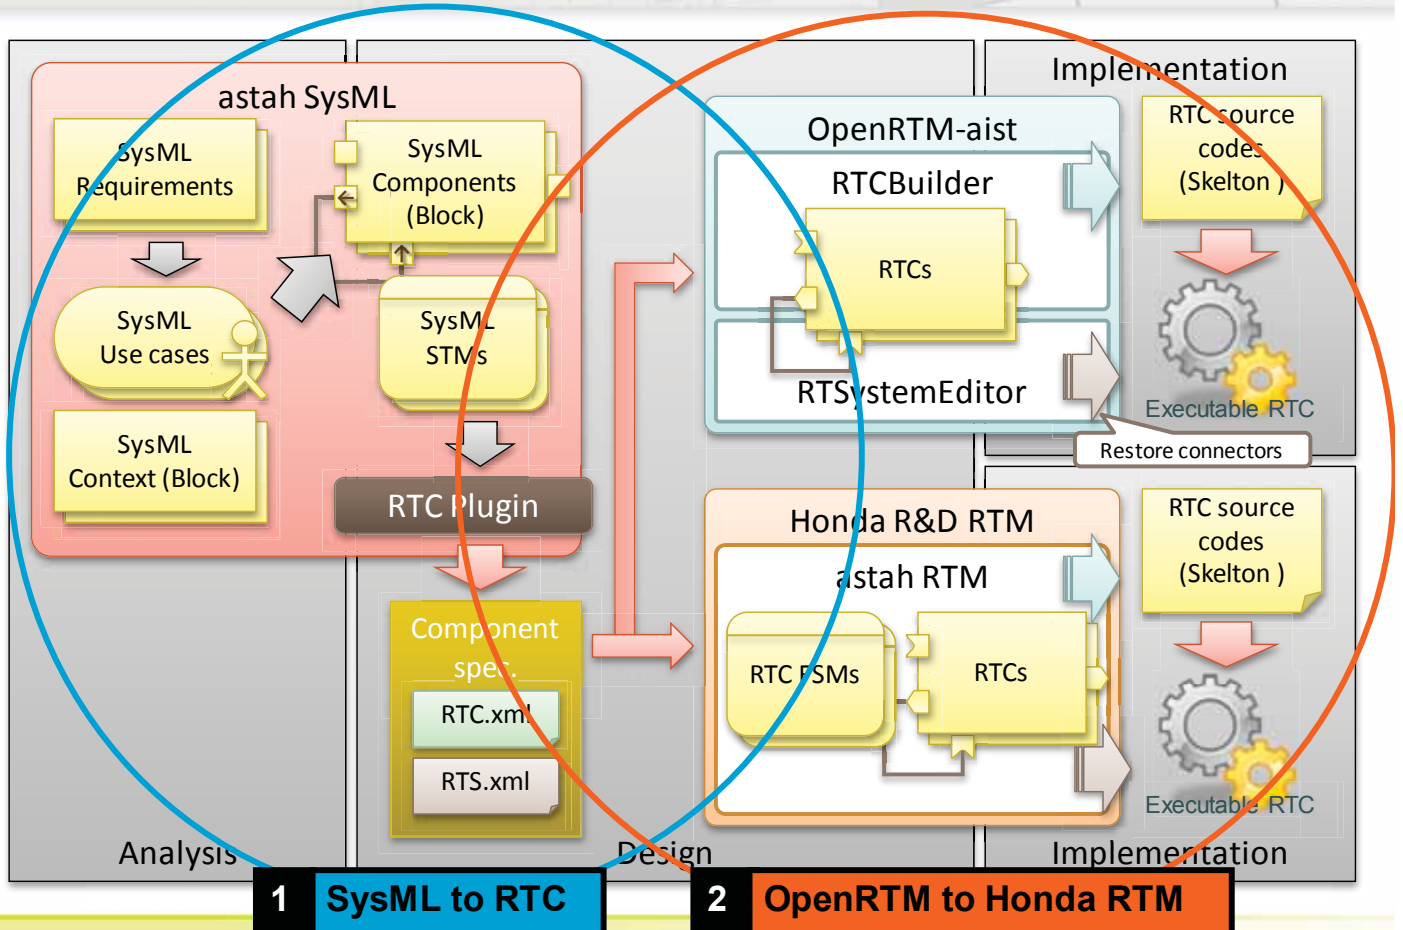 astah SysML
SysML
Requirements
SysML
Components
(Block)
SysML
Use cases
SysML
STMs
SysML
Context (Block)
RTC Plugin
Component
spec.
RTC.xml
RTS.xml
Analysis
Design
OpenRTM-aist
RTCBuilder
RTCs
RTSystemEditor
Restore connectors
Honda R&D RTM
astah RTM
RTC FSMs
RTCs
Implementation
RTC source
codes
(Skelton )
Executable RTC
RTC source
codes
(Skelton )
Executable RTC
Implementation
1 SysML to RTC
2 OpenRTM to Honda RTM